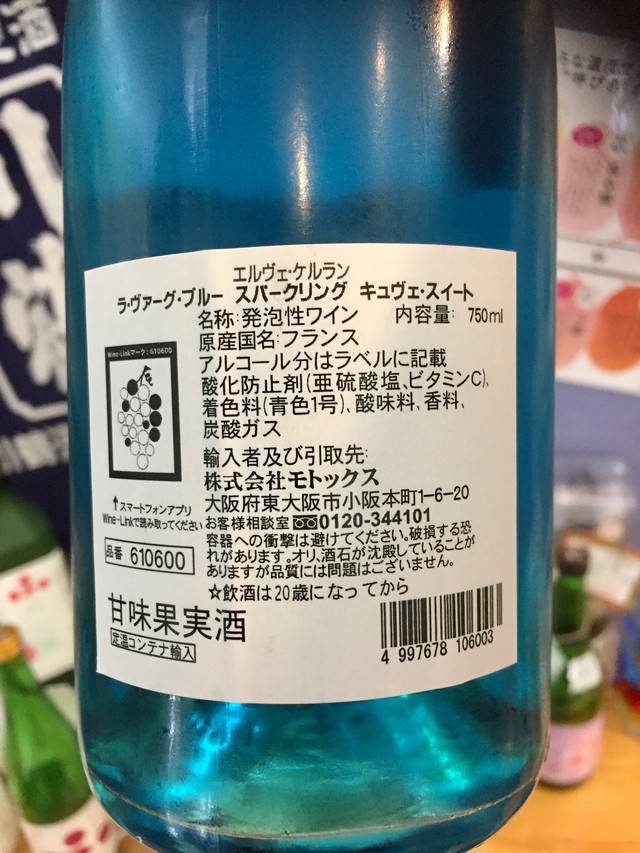 エルヴェ・ケルラン
ラ・ヴァーグ・ブルー スパークリング キュヴェ・スイート
名称:発泡性ワイン 内容量: 750ml
原産国名:フランス
アルコール分はラベルに記載
酸化防止剤(亜硫酸塩、ビタミンC)、
着色料(青色1号)、酸味料、香料、
炭酸ガス
輸入者及び引取先:
株式会社モトックス
大阪府東大阪市小阪本町1-6-20
お客様相談室 0120-344101
容器への衝撃は避けてください。破損する恐
れがあります。オリ、酒石が沈殿していることが
ありますが品質には問題はございません。
☆飲酒は20歳になってから
Wine-Linkマーク:610600
↑スマートフォンアプリ
Wine-Linkで読み取ってください
品番 610600
甘味果実酒
定温コンテナ輸入
4 997678 106003